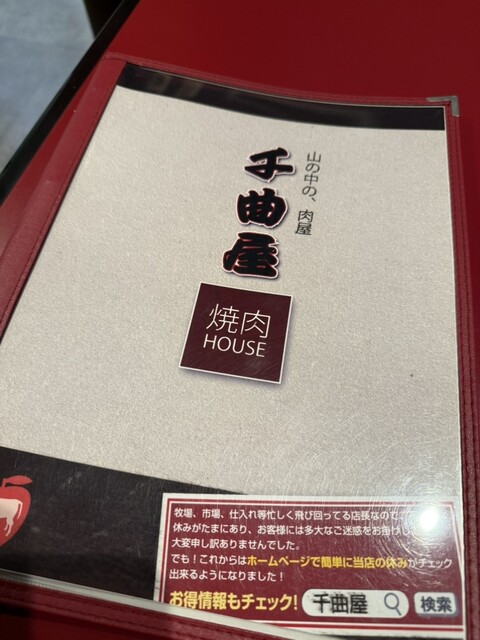 山の中の、肉屋
千曲屋
焼肉
HOUSE
牧場、市場、仕入れ等忙しく飛び回ってる店長なので、
休みがたまにあり、お客様には多大なご迷惑をお掛けし
大変申し訳ありませんでした。
でも！これからはホームページで簡単に当店の休みがチェック
出来るようになりました！
お得情報もチェック！ 千曲屋 検索